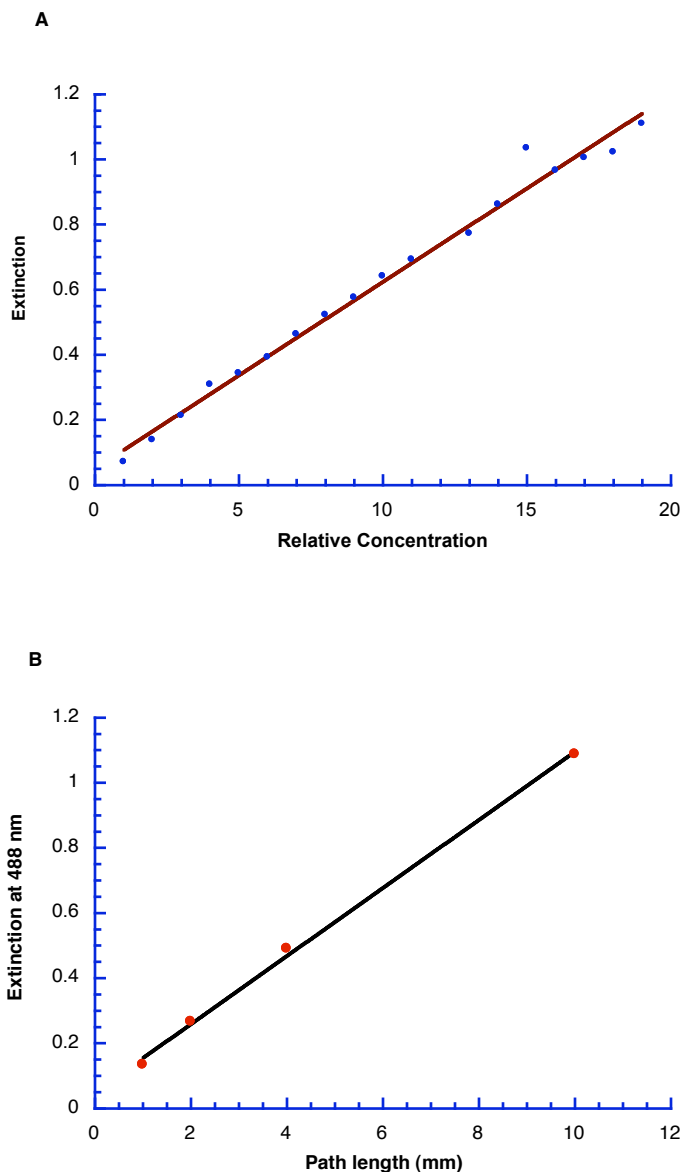 A
1.2
1
0.8
0.6
0.4
0.2
0
0 5 10 15 20
Extinction
Relative Concentration
B
1.2
1
0.8
0.6
0.4
0.2
0
0 2 4 6 8 10 12
Extinction at 488 nm
Path length (mm)